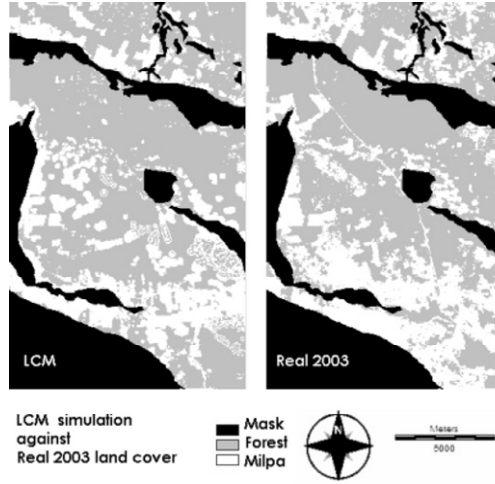 LCM
Real 2003
LCM simulation
against
Real 2003 land cover
Mask
Forest
Milpa
N
Meters
5000